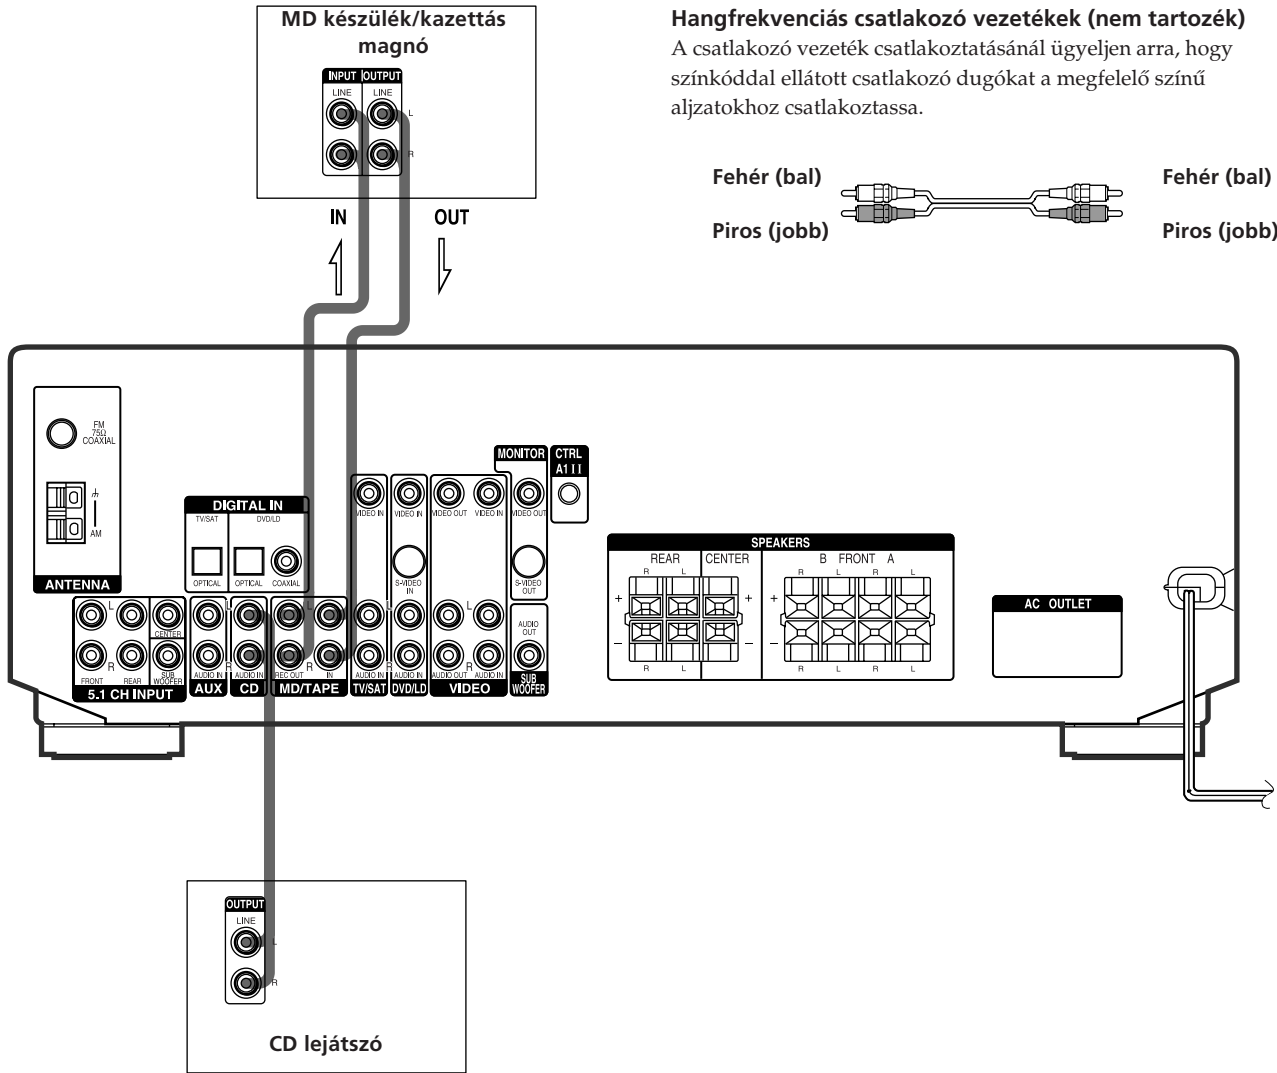 MD készülék/kazettás
magnó
INPUT OUTPUT
LINE LINE
L
R
IN OUT
Hangfrekvenciás csatlakozó vezetékek (nem tartozék)
A csatlakozó vezeték csatlakoztatásánál ügyeljen arra, hogy
színkóddal ellátott csatlakozó dugókat a megfelelő színű
aljzatokhoz csatlakoztassa.
Fehér (bal) Fehér (bal)
Piros (jobb) Piros (jobb)
FM
75Ω
COAXIAL
AM
ANTENNA
DIGITAL IN
TV/SAT DVD/LD
OPTICAL OPTICAL COAXIAL
MONITOR
CTRL
A1 II
VIDEO IN VIDEO IN VIDEO OUT VIDEO IN VIDEO OUT
S-VIDEO
IN
S-VIDEO
OUT
L L L L L
CENTER
AUDIO
OUT
R R R R R
FRONT REAR SUB
WOOFER
AUDIO IN AUDIO IN REC OUT IN AUDIO IN AUDIO IN AUDIO OUT AUDIO IN
5.1 CH INPUT AUX CD MD/TAPE TV/SAT DVD/LD VIDEO SUB
WOOFER
SPEAKERS
REAR CENTER B FRONT A
R L R L R L
+ + + +
– – – –
R L R L R L
AC OUTLET
OUTPUT
LINE
L
R
CD lejátszó